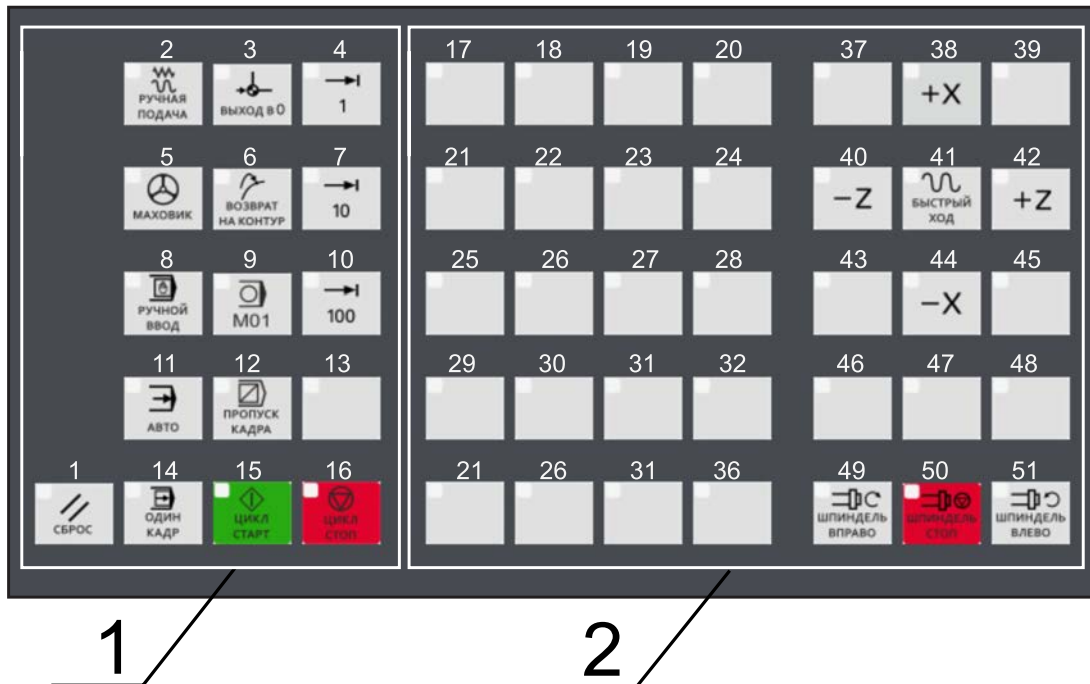 2 3 4 17 18 19 20 37 38 39
РУЧНАЯ ПОДАЧА
ВЫХОД В 0
1
+X
5 6 7 21 22 23 24 40 41 42
МАХОВИК
ВОЗВРАТ НА КОНТУР
10
−Z
БЫСТРЫЙ ХОД
+Z
8 9 10 25 26 27 28 43 44 45
РУЧНОЙ ВВОД
M01
100
−X
11 12 13 29 30 31 32 46 47 48
АВТО
ПРОПУСК КАДРА
1 14 15 16 21 26 31 36 49 50 51
СБРОС
ОДИН КАДР
ЦИКЛ СТАРТ
ЦИКЛ СТОП
ШПИНДЕЛЬ ВПРАВО
ШПИНДЕЛЬ СТОП
ШПИНДЕЛЬ ВЛЕВО
1 2